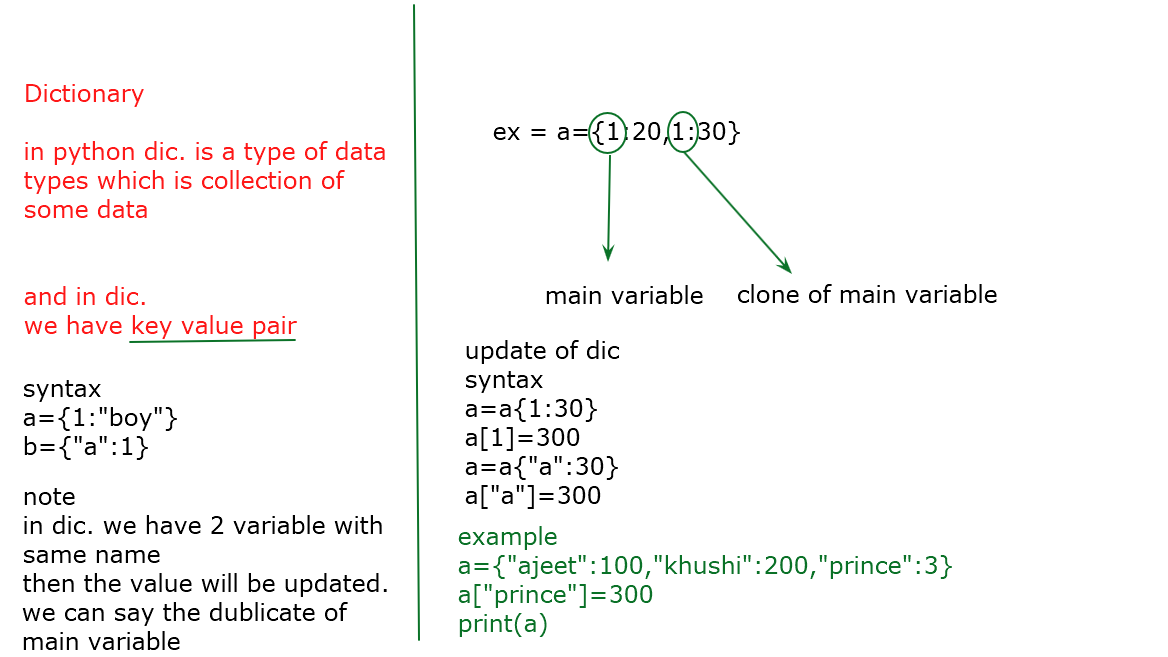 Dictionary
in python dic. is a type of data
types which is collection of
some data
and in dic.
we have key value pair
syntax
a={1:"boy"}
b={"a":1}
note
in dic. we have 2 variable with
same name
then the value will be updated.
we can say the dublicate of
main variable
ex = a={1:20,1:30}
main variable
clone of main variable
update of dic
syntax
a=a{1:30}
a[1]=300
a=a{"a":30}
a["a"]=300
example
a={"ajeet":100,"khushi":200,"prince":3}
a["prince"]=300
print(a)